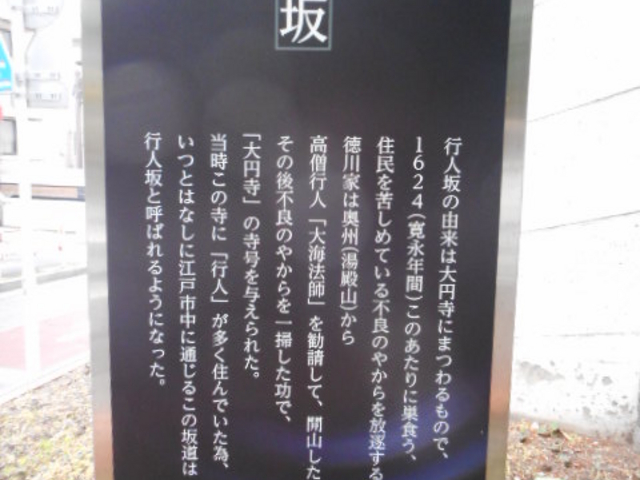 坂
行人坂の由来は大円寺にまつわるもので、
1624(寛永年間)このあたりに巣食う、
住民を苦しめている不良のやからを放逐する
徳川家は奥州(湯殿山)から
高僧行人「大海法師」を勧請して、開山した
その後不良のやからを一掃した功で、
「大円寺」の寺号を与えられた。
当時この寺に「行人」が多く住んでいた為、
いつとはなしに江戸市中に通じるこの坂道は
行人坂と呼ばれるようになった。